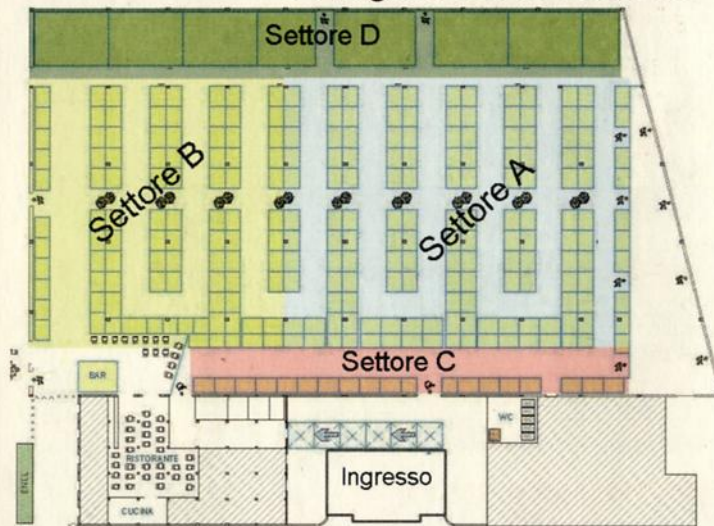 Settore D
Settore B
Settore A
Settore C
BAR
WC
RISTORANTE
Ingresso
CUCINA